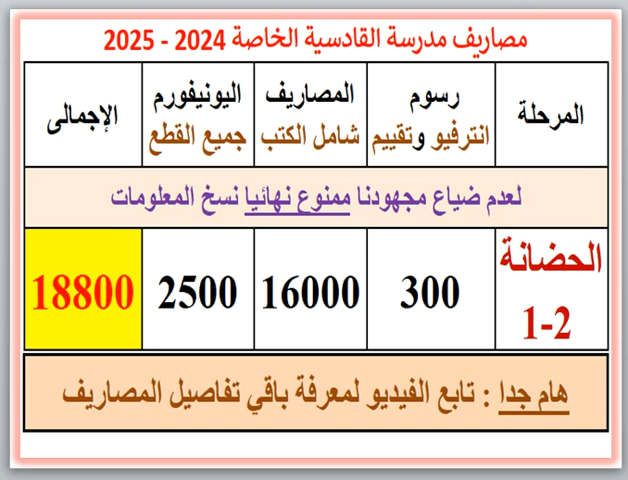 مصاريف مدرسة القادسية الخاصة 2024 - 2025
المرحلة
رسوم
انترفيو وتقييم
المصاريف
شامل الكتب
اليونيفورم
جميع القطع
الإجمالى
لعدم ضياع مجهودنا ممنوع نهائيا نسخ المعلومات
الحضانة
1-2
300
16000
2500
18800
هام جدا : تابع الفيديو لمعرفة باقي تفاصيل المصاريف